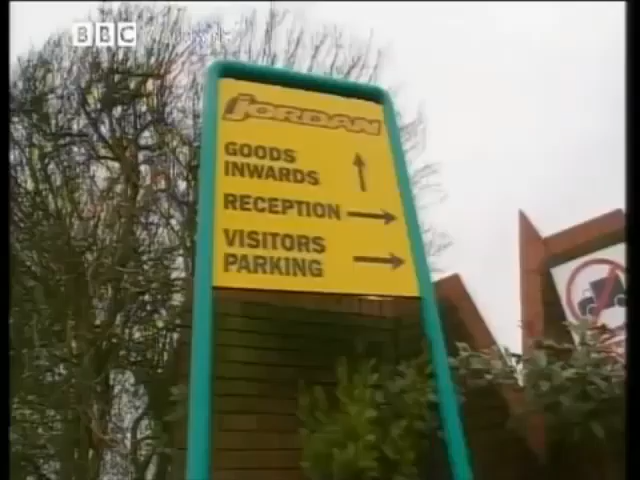 BBC
JORDAN
GOODS
INWARDS
RECEPTION
VISITORS
PARKING